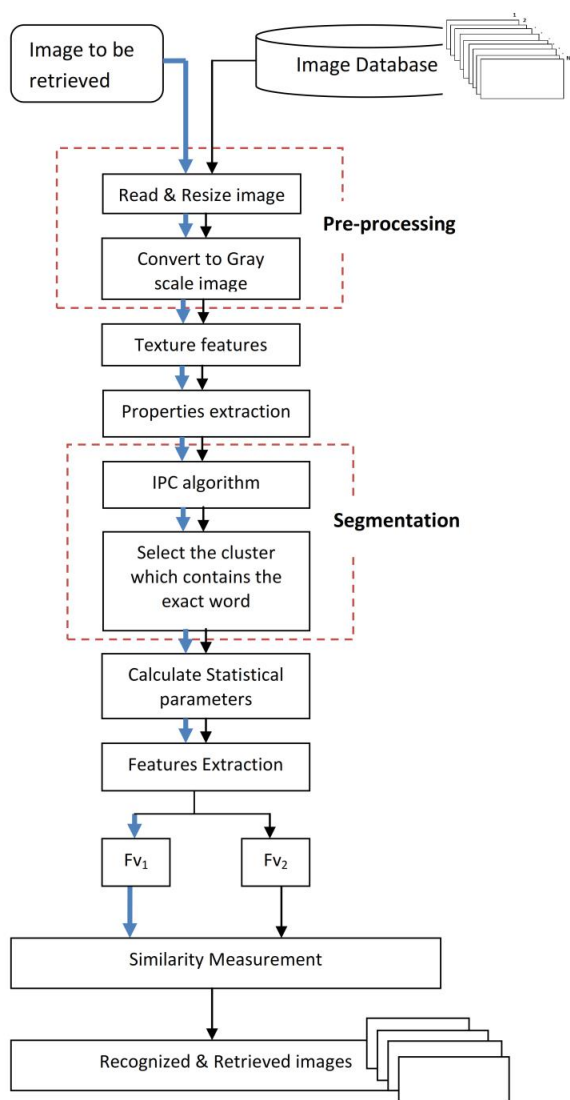 Image to be
retrieved
Image Database
1
2
N
Read & Resize image
Pre-processing
Convert to Gray
scale image
Texture features
Properties extraction
IPC algorithm
Segmentation
Select the cluster
which contains the
exact word
Calculate Statistical
parameters
Features Extraction
Fv₁
Fv₂
Similarity Measurement
Recognized & Retrieved images